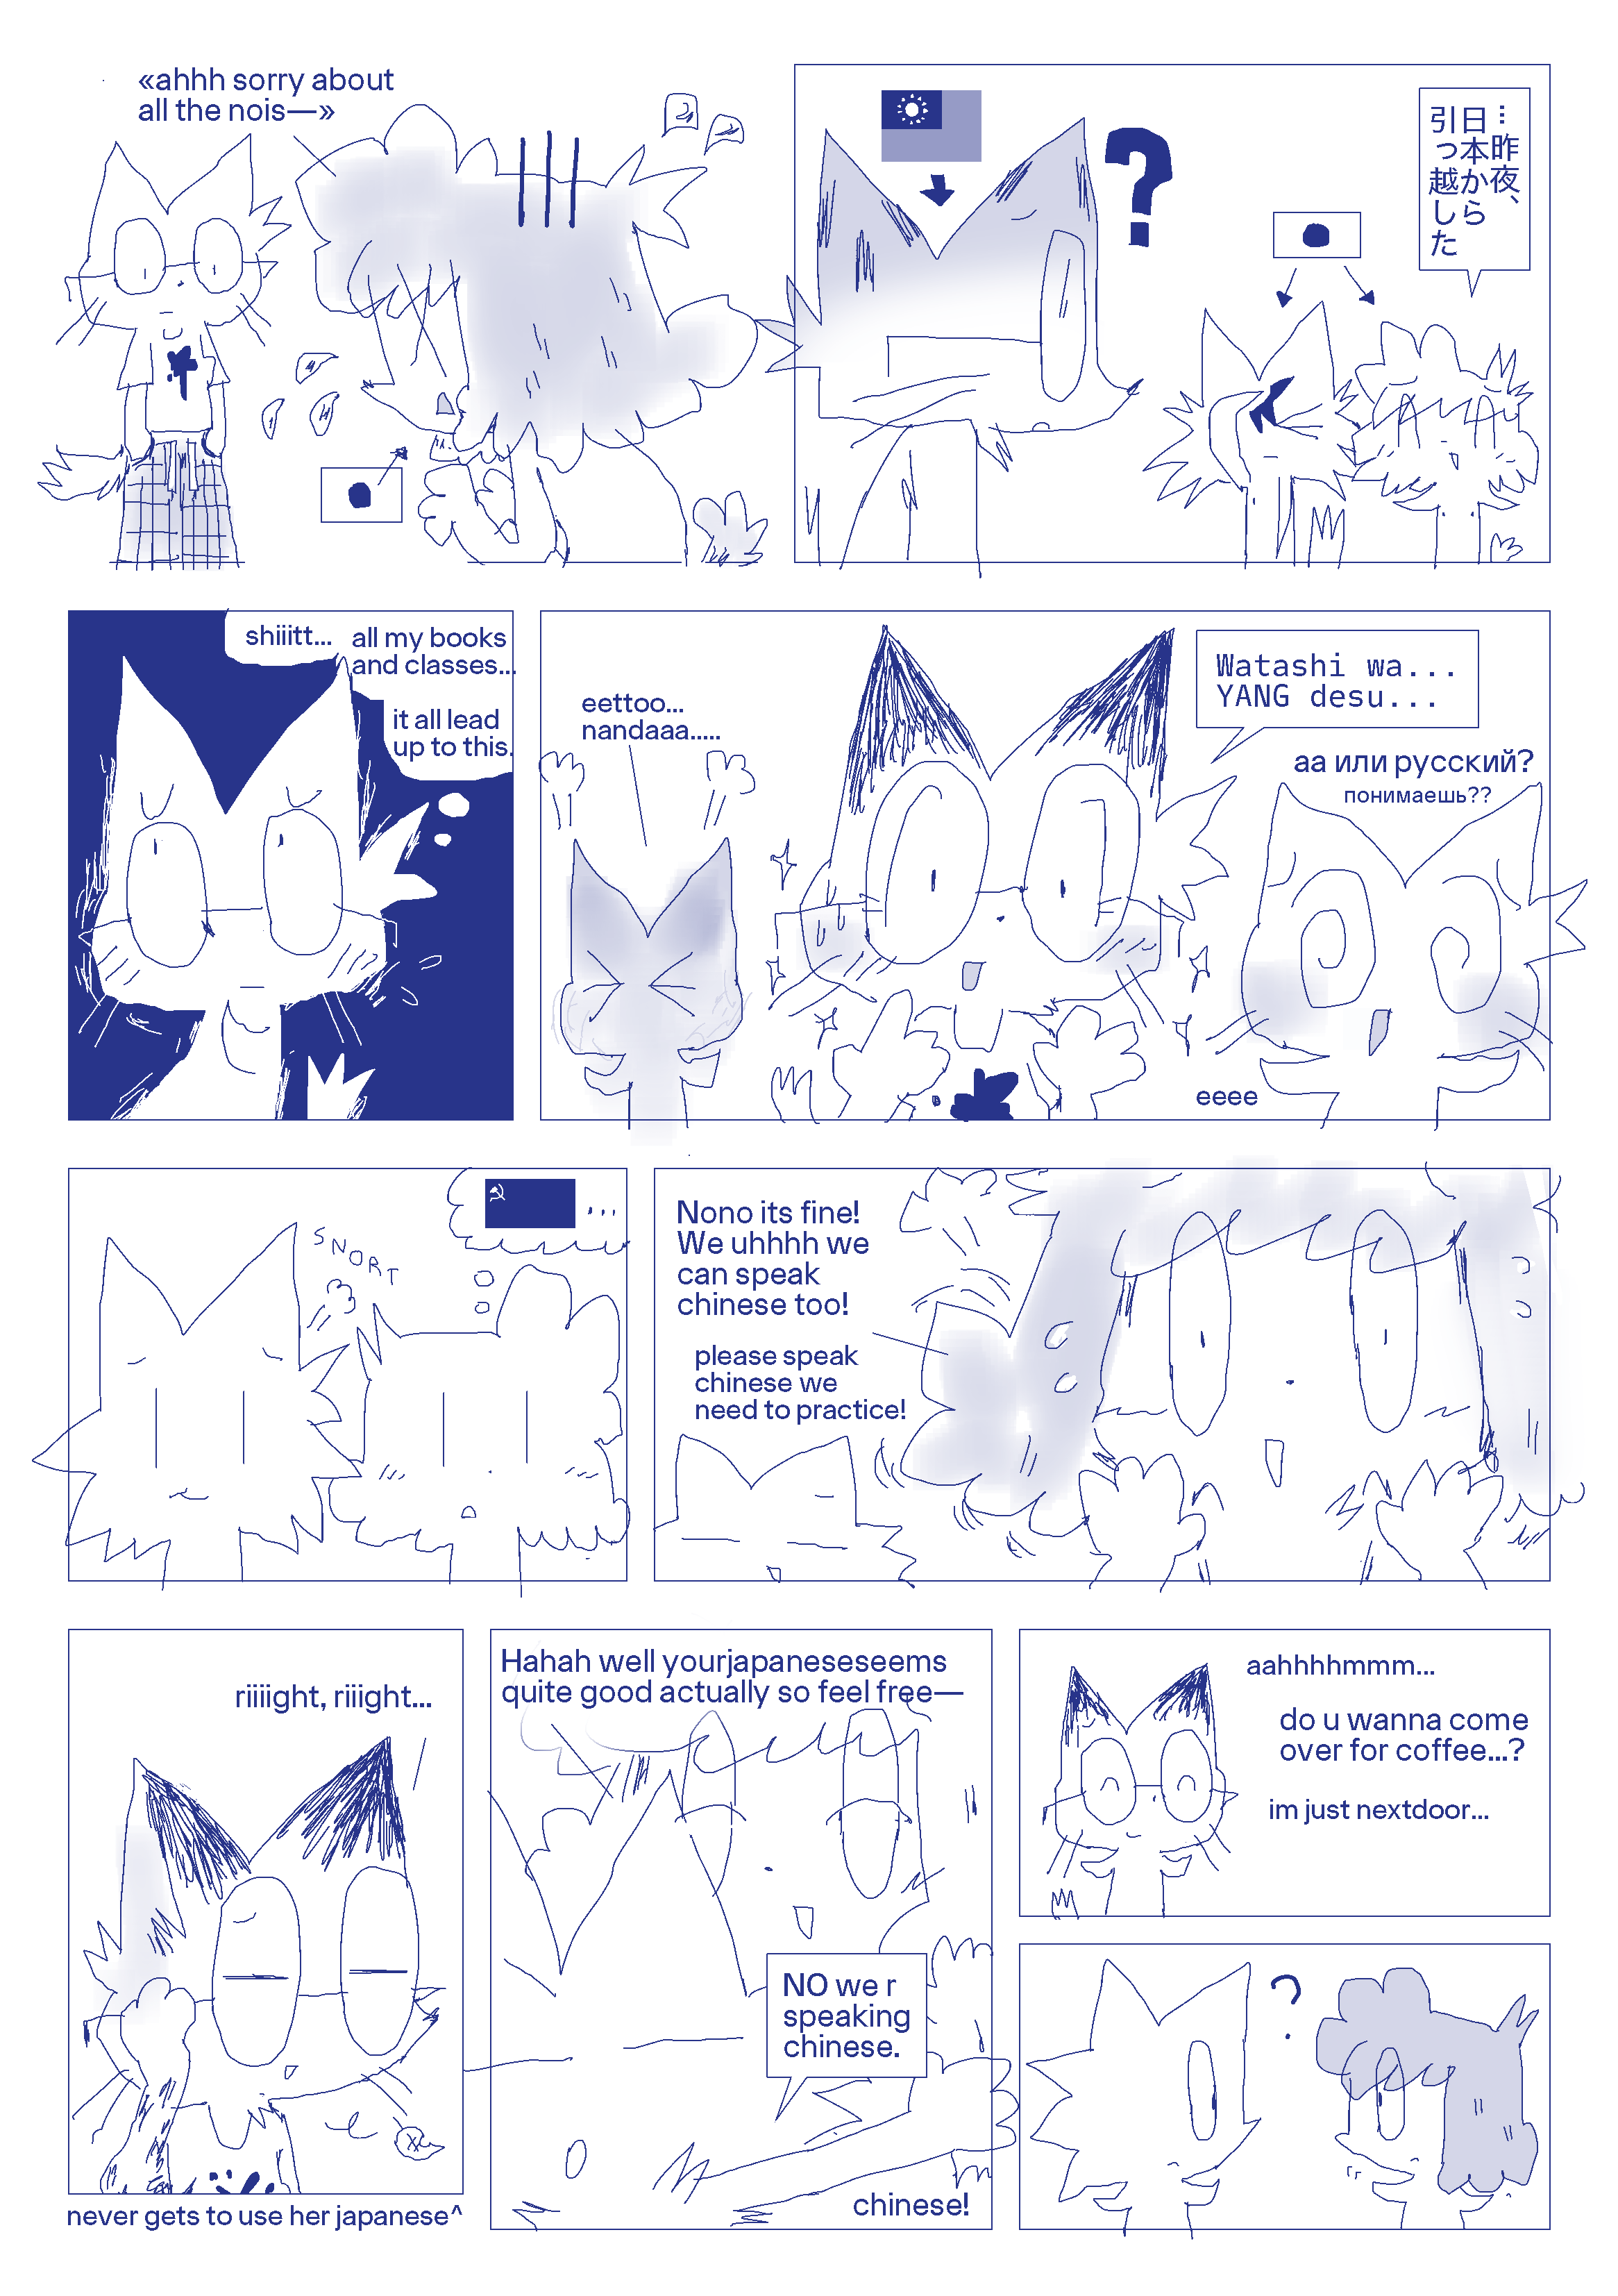 «ahhh sorry about
all the nois—»
?
…昨夜、
日本から
引っ越した
shiiitt...
all my books
and classes...
it all lead
up to this.
eettoo...
nandaaa.....
Watashi wa...
YANG desu...
аа или русский?
понимаешь??
eeee
SNORT
...
Nono its fine!
We uhhhh we
can speak
chinese too!
please speak
chinese we
need to practice!
riiiight, riiight...
never gets to use her japanese^
Hahah well yourjapaneseseems
quite good actually so feel free—
NO we r
speaking
chinese.
chinese!
aahhhhmmm...
do u wanna come
over for coffee...?
im just nextdoor...
?